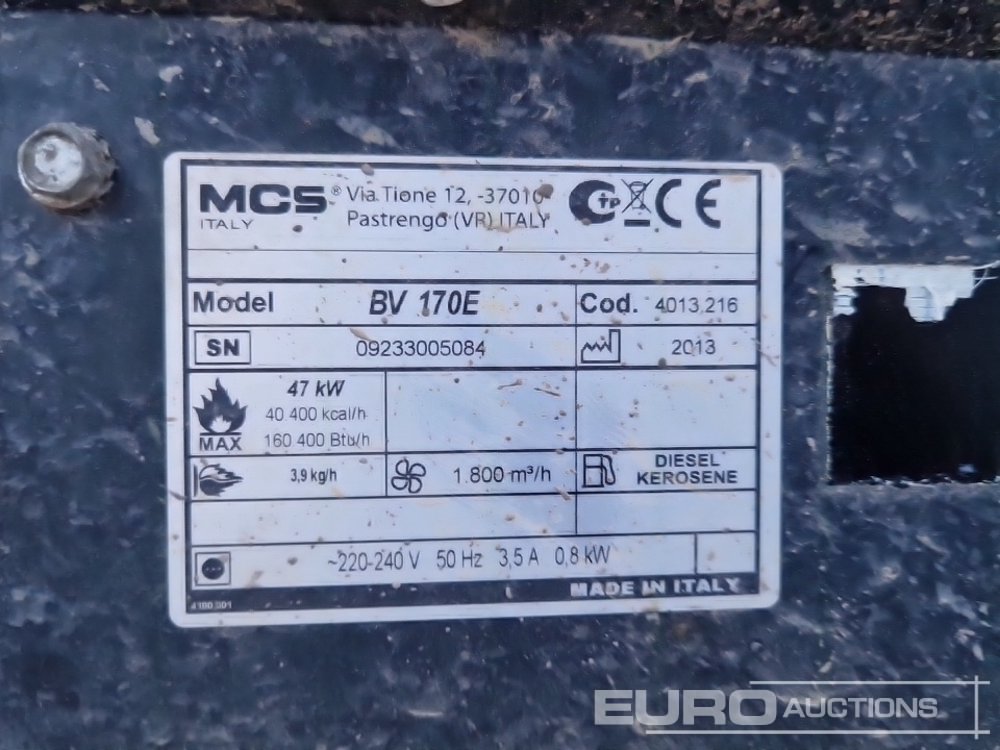 MCS® Via Tione 12, -37010
ITALY Pastrengo (VR) ITALY
Model BV 170E Cod. 4013.216
SN 09233005084 2013
47 kW
40 400 kcal/h
MAX 160 400 Btu/h
3,9 kg/h 1.800 m³/h DIESEL
KEROSENE
~220-240 V 50 Hz 3,5 A 0,8 kW
MADE IN ITALY
EURO AUCTIONS